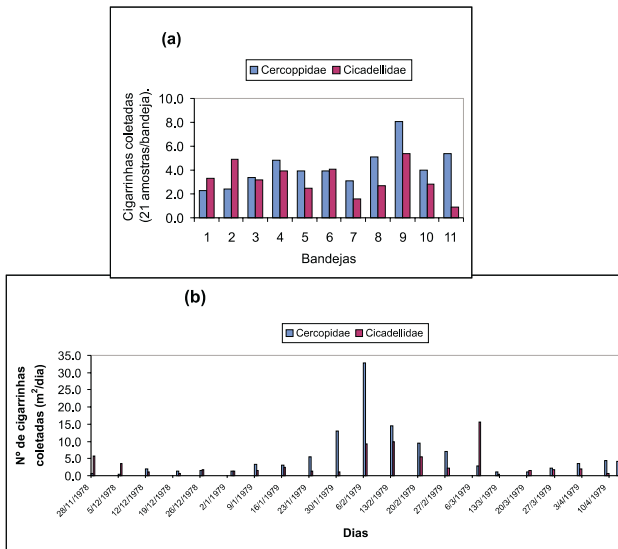 (a)
Cercoppidae Cicadellidae
Cigarrinhas coletadas
(21 amostras/bandeja).
10.0
8.0
6.0
4.0
2.0
0.0
1 2 3 4 5 6 7 8 9 10 11
Bandejas
(b)
Cercopidae Cicadellidae
Nº de cigarrinhas
coletadas (m²/dia)
35.0
30.0
25.0
20.0
15.0
10.0
5.0
0.0
28/11/1978 5/12/1978 12/12/1978 19/12/1978 26/12/1978 2/1/1979 9/1/1979 16/1/1979 23/1/1979 30/1/1979 6/2/1979 13/2/1979 20/2/1979 27/2/1979 6/3/1979 13/3/1979 20/3/1979 27/3/1979 3/4/1979 10/4/1979
Dias